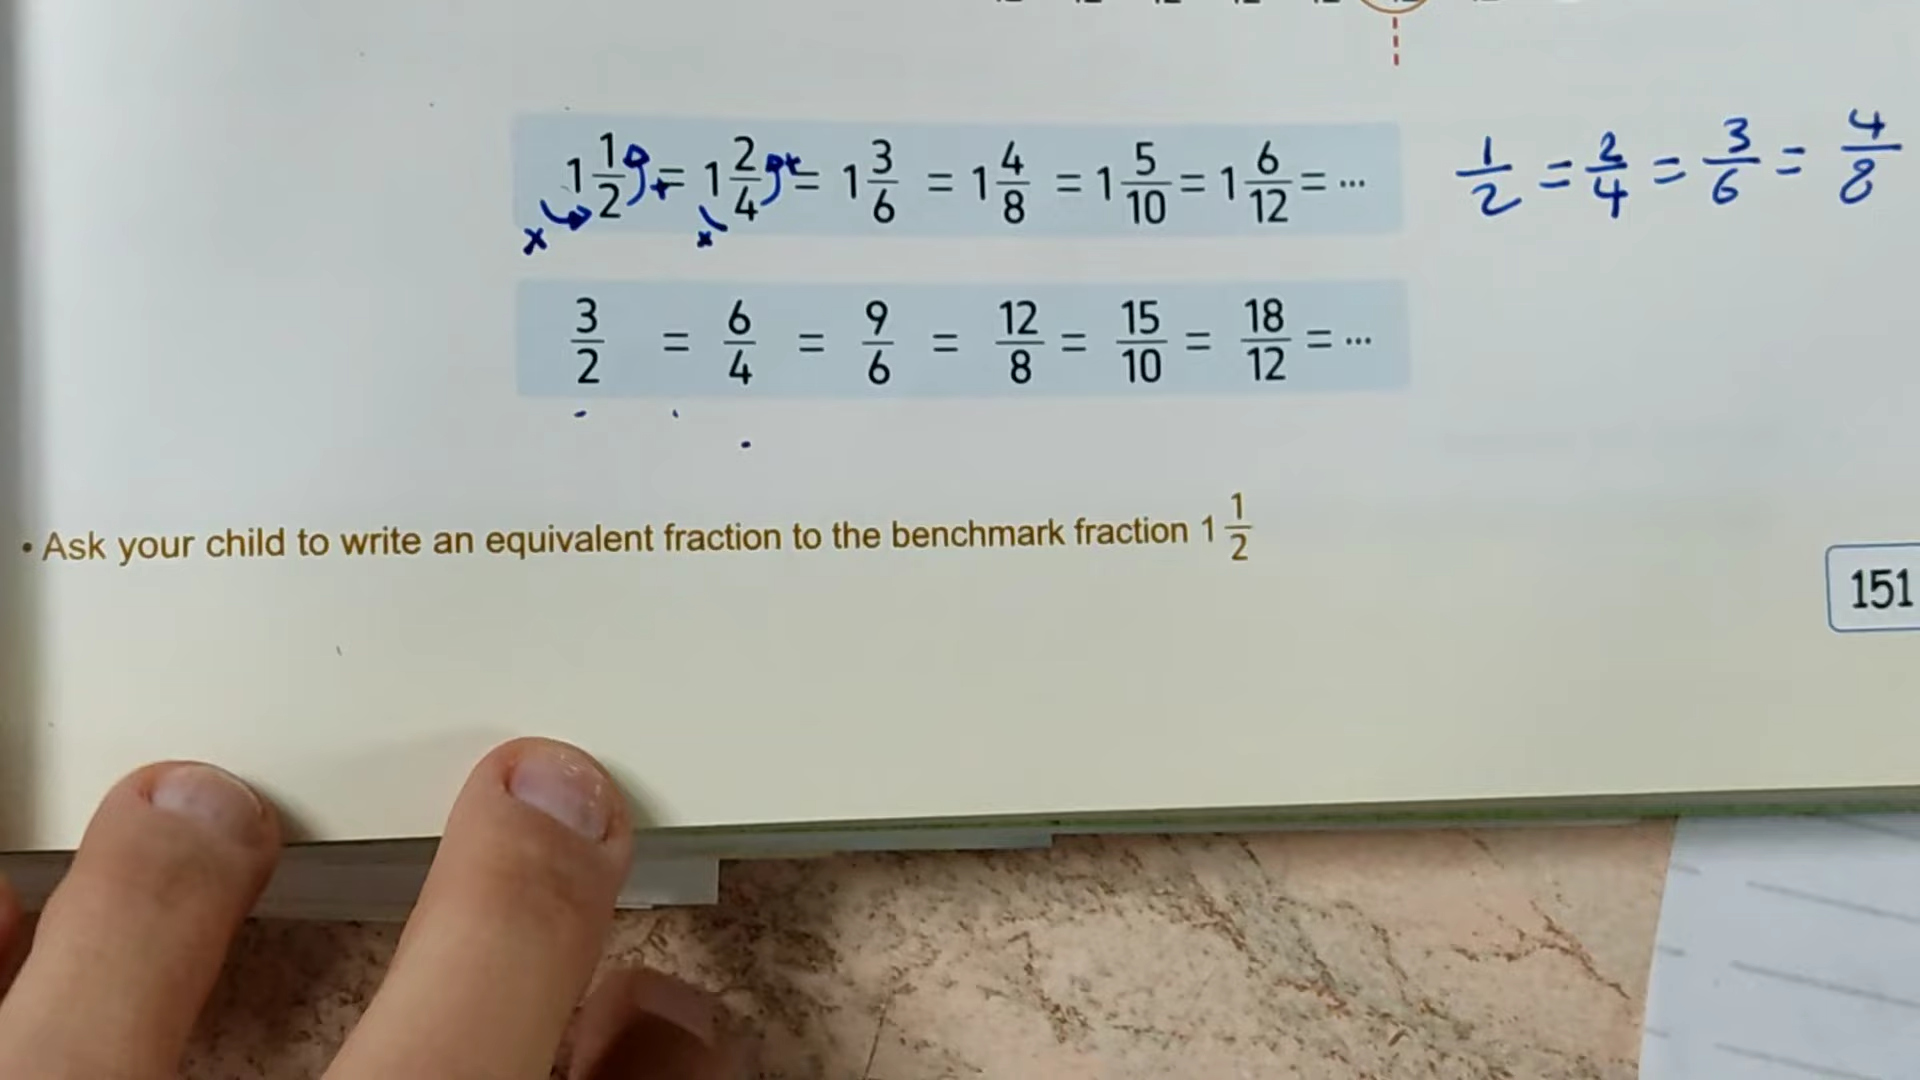 1 1/2 = 1 2/4 = 1 3/6 = 1 4/8 = 1 5/10 = 1 6/12 = ...
+ +
x x
1/2 = 2/4 = 3/6 = 4/8
3/2 = 6/4 = 9/6 = 12/8 = 15/10 = 18/12 = ...
• Ask your child to write an equivalent fraction to the benchmark fraction 1 1/2
151